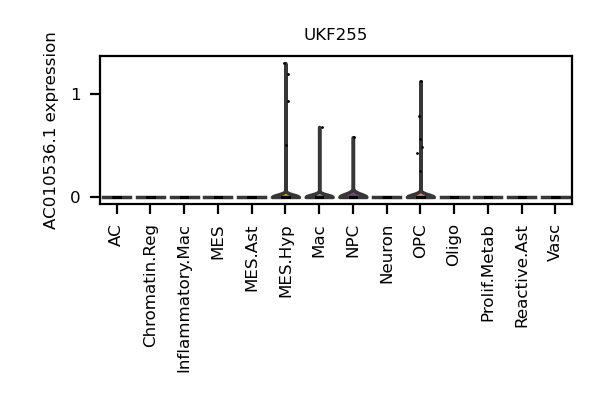 UKF255
AC010536.1 expression
1
0
AC
Chromatin.Reg
Inflammatory.Mac
MES
MES.Ast
MES.Hyp
Mac
NPC
Neuron
OPC
Oligo
Prolif.Metab
Reactive.Ast
Vasc